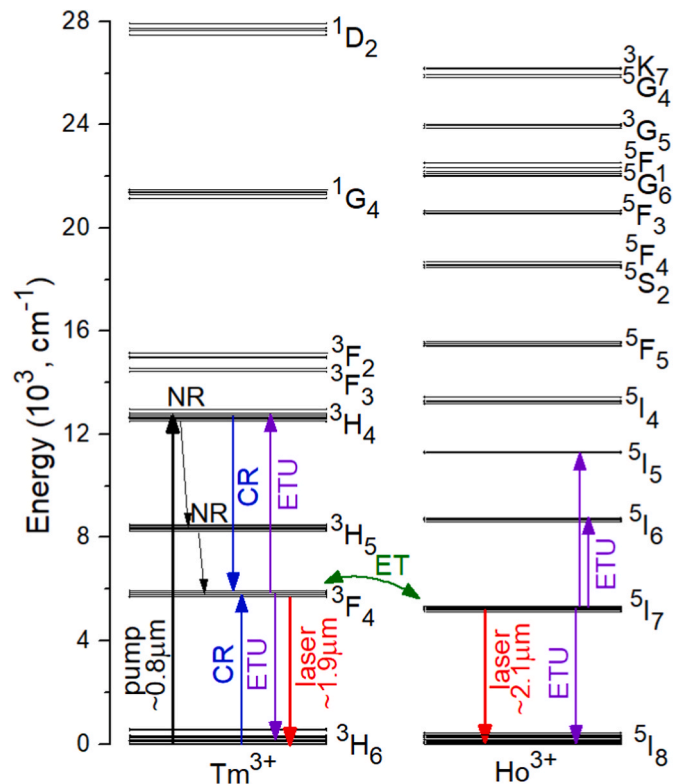 28
24
20
16
12
8
4
0
Energy (10³, cm⁻¹)
¹D₂
¹G₄
³F₂
³F₃
³H₄
³H₅
³F₄
³H₆
NR
NR
CR
ETU
pump
~0.8μm
CR
ETU
laser
~1.9μm
Tm³⁺
ET
³K₇
⁵G₄
³G₅
⁵F₁
⁵G₆
⁵F₃
⁵F₄
⁵S₂
⁵F₅
⁵I₄
⁵I₅
⁵I₆
⁵I₇
⁵I₈
ETU
laser
~2.1μm
ETU
Ho³⁺